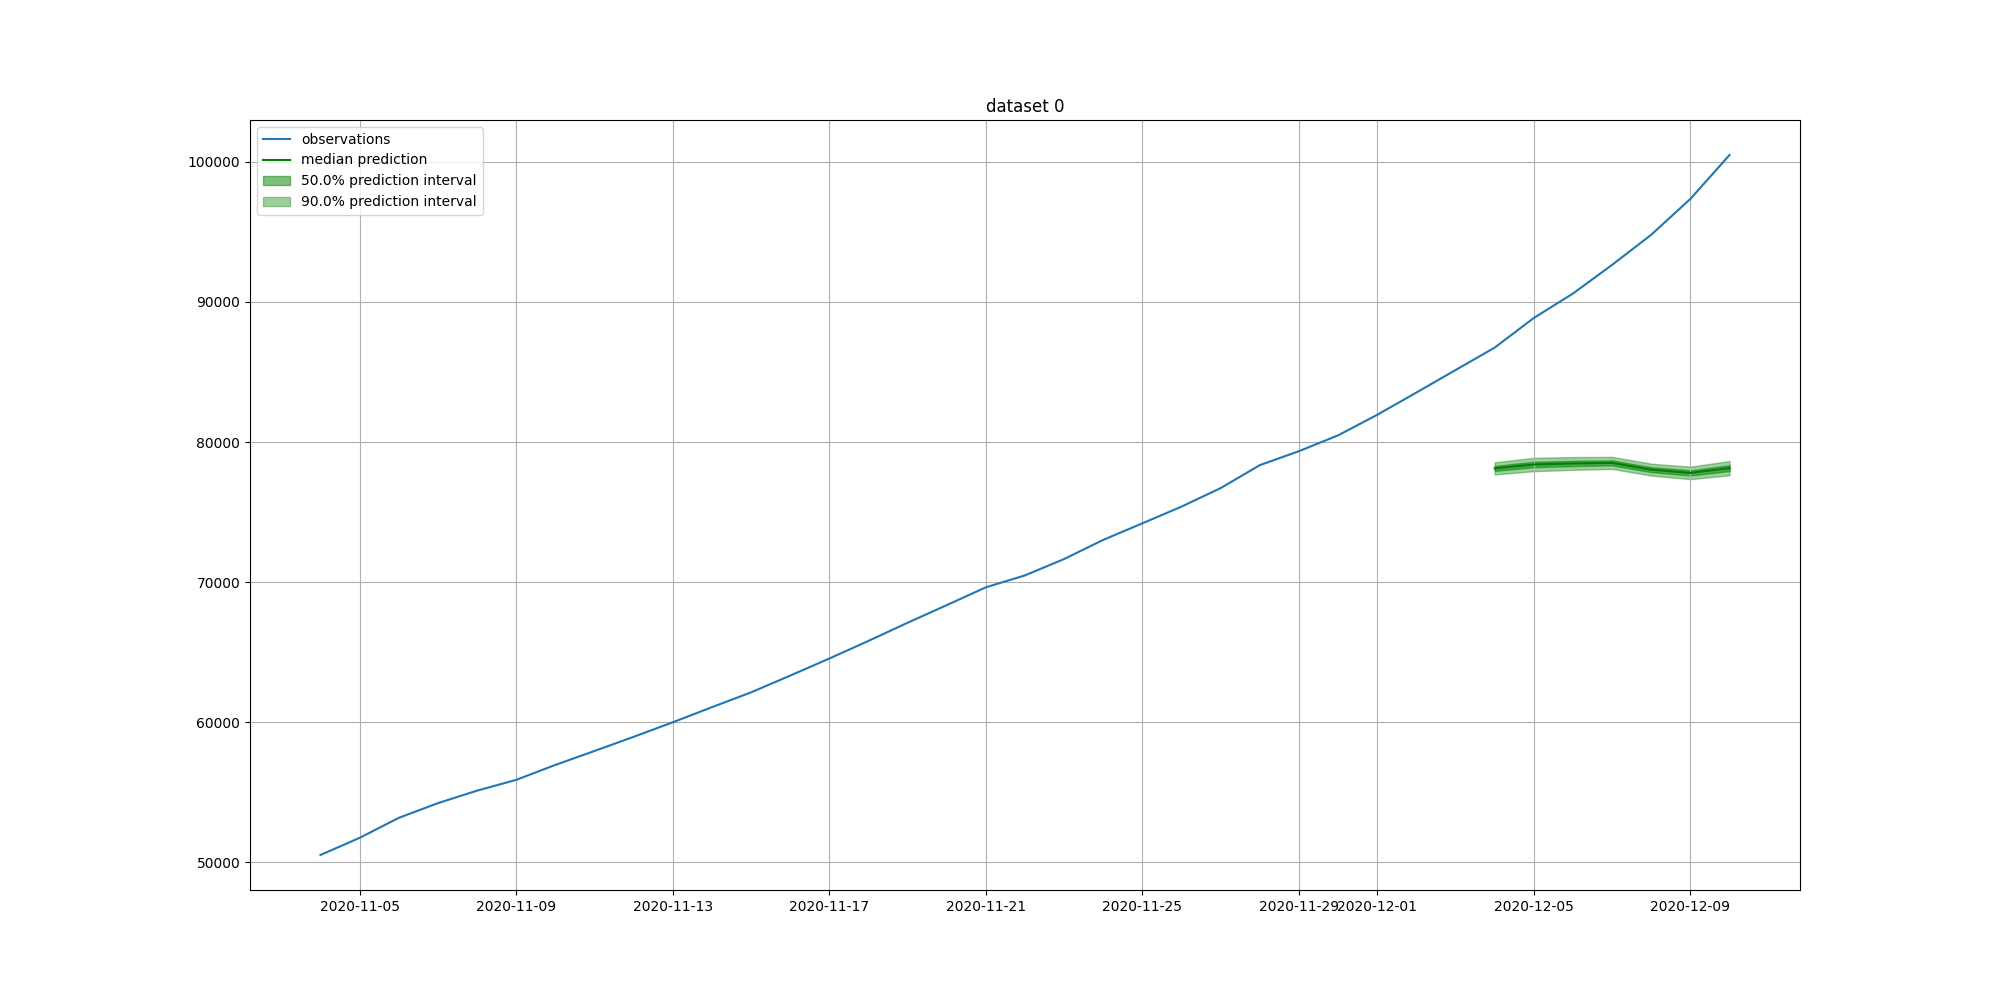 dataset 0
observations
median prediction
50.0% prediction interval
90.0% prediction interval
100000
90000
80000
70000
60000
50000
2020-11-05 2020-11-09 2020-11-13 2020-11-17 2020-11-21 2020-11-25 2020-11-29 2020-12-01 2020-12-05 2020-12-09